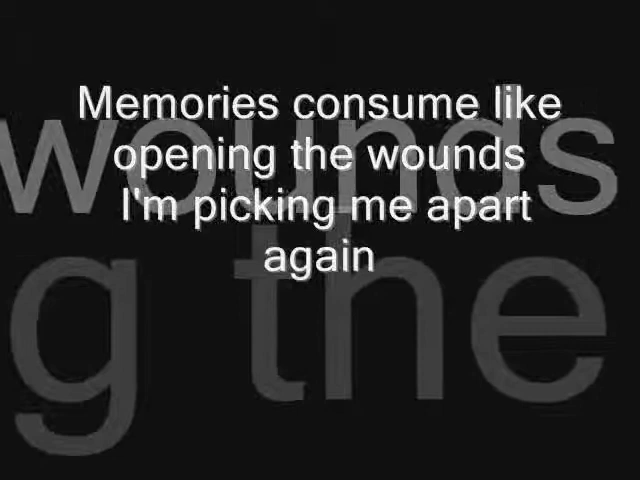 Memories consume like
opening the wounds
I'm picking me apart
again
wounds
g the